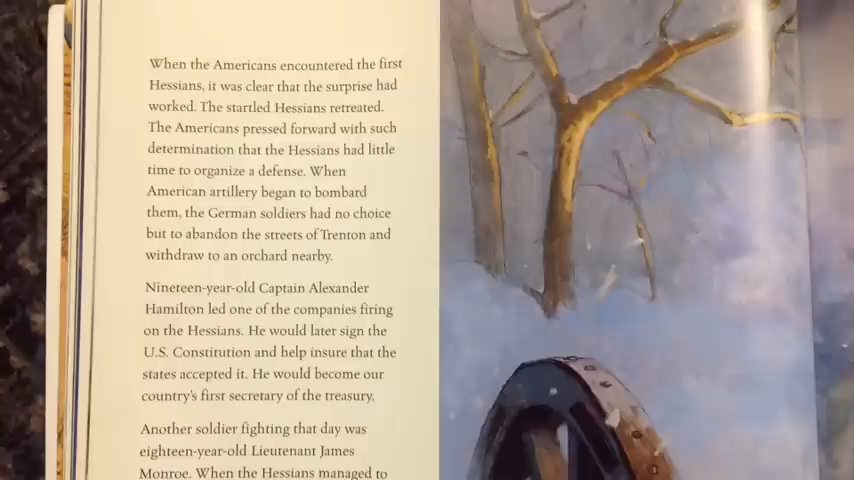 When the Americans encountered the first
Hessians, it was clear that the surprise had
worked. The startled Hessians retreated.
The Americans pressed forward with such
determination that the Hessians had little
time to organize a defense. When
American artillery began to bombard
them, the German soldiers had no choice
but to abandon the streets of Trenton and
withdraw to an orchard nearby.
Nineteen-year-old Captain Alexander
Hamilton led one of the companies firing
on the Hessians. He would later sign the
U.S. Constitution and help insure that the
states accepted it. He would become our
country's first secretary of the treasury.
Another soldier fighting that day was
eighteen-year-old Lieutenant James
Monroe. When the Hessians managed to